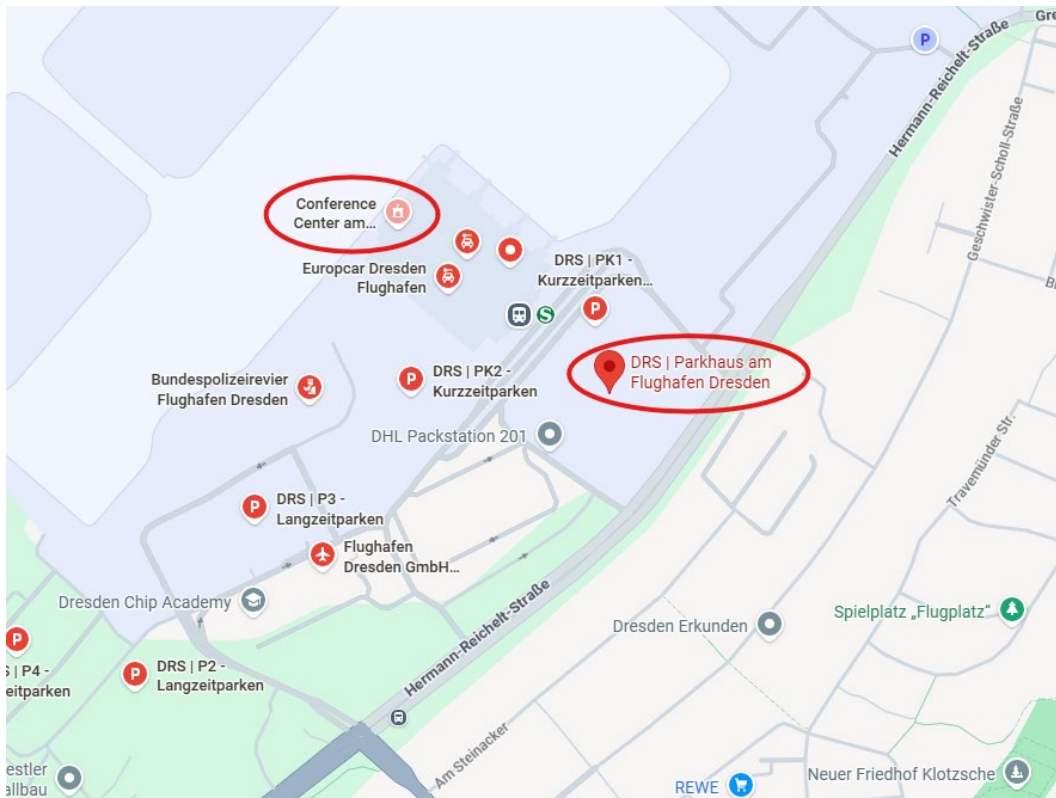 Gre
P
Hermann-Reichelt-Straße
Geschwister-Scholl-Straße
Conference
Center am...
DRS | PK1 -
Kurzzeitparken...
Europcar Dresden
Flughafen
P
S
DRS | Parkhaus am
Flughafen Dresden
Bundespolizeirevier
Flughafen Dresden
P
DRS | PK2 -
Kurzzeitparken
DHL Packstation 201
Travemünder Str.
P
DRS | P3 -
Langzeitparken
Flughafen
Dresden GmbH...
Dresden Chip Academy
Dresden Erkunden
Spielplatz „Flugplatz“
P
| P4 -
eitparken
P
DRS | P2 -
Langzeitparken
Hermann-Reichelt-Straße
Am Steinacker
estler
allbau
REWE
Neuer Friedhof Klotzsche